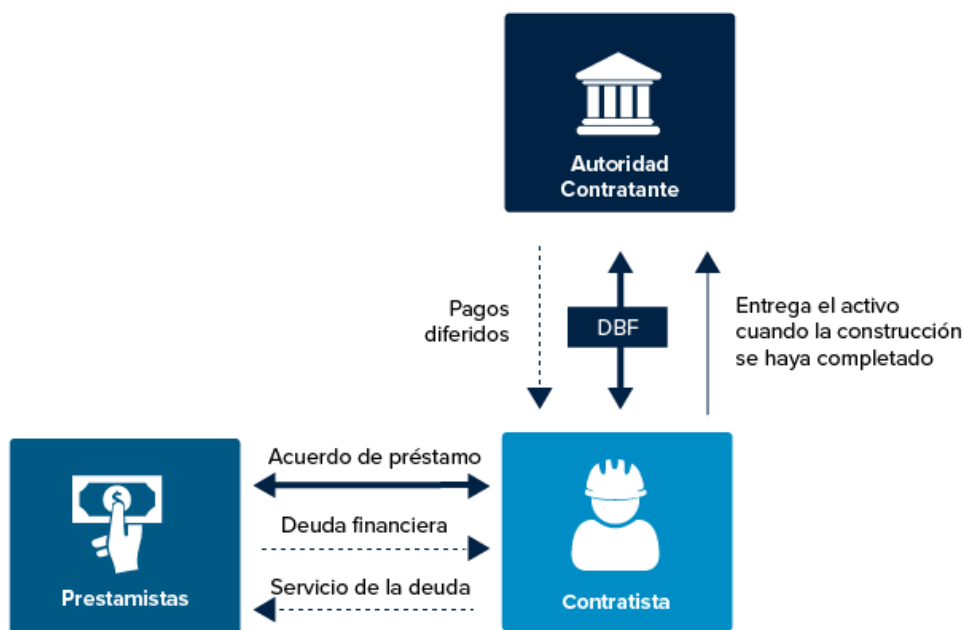 Autoridad
Contratante
Pagos
diferidos
DBF
Entrega el activo
cuando la construcción
se haya completado
Acuerdo de préstamo
Deuda financiera
Servicio de la deuda
Prestamistas
Contratista